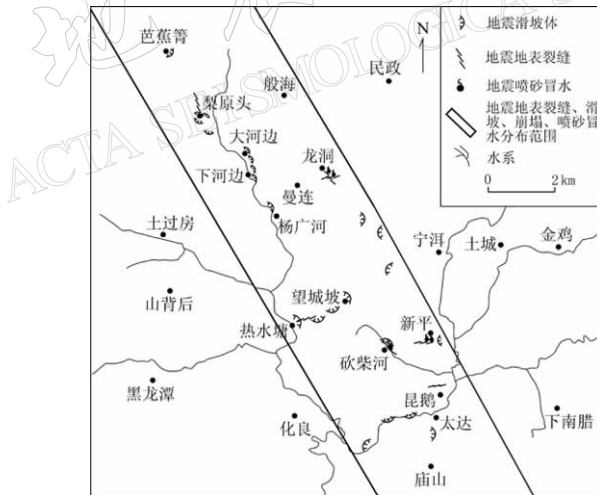 ACTA SEISMOLOGICA S
地震
N
地震滑坡体
地震地表裂缝
地震喷砂冒水
地震地表裂缝、滑
坡、崩塌、喷砂冒
水分布范围
水系
0 2 km
芭蕉箐
般海
民政
梨原头
大河边
龙洞
下河边
曼连
杨广河
土过房
宁洱
土城
金鸡
山背后
望城坡
热水塘
新平
砍柴河
黑龙潭
昆鹅
化良
太达
下南腊
庙山